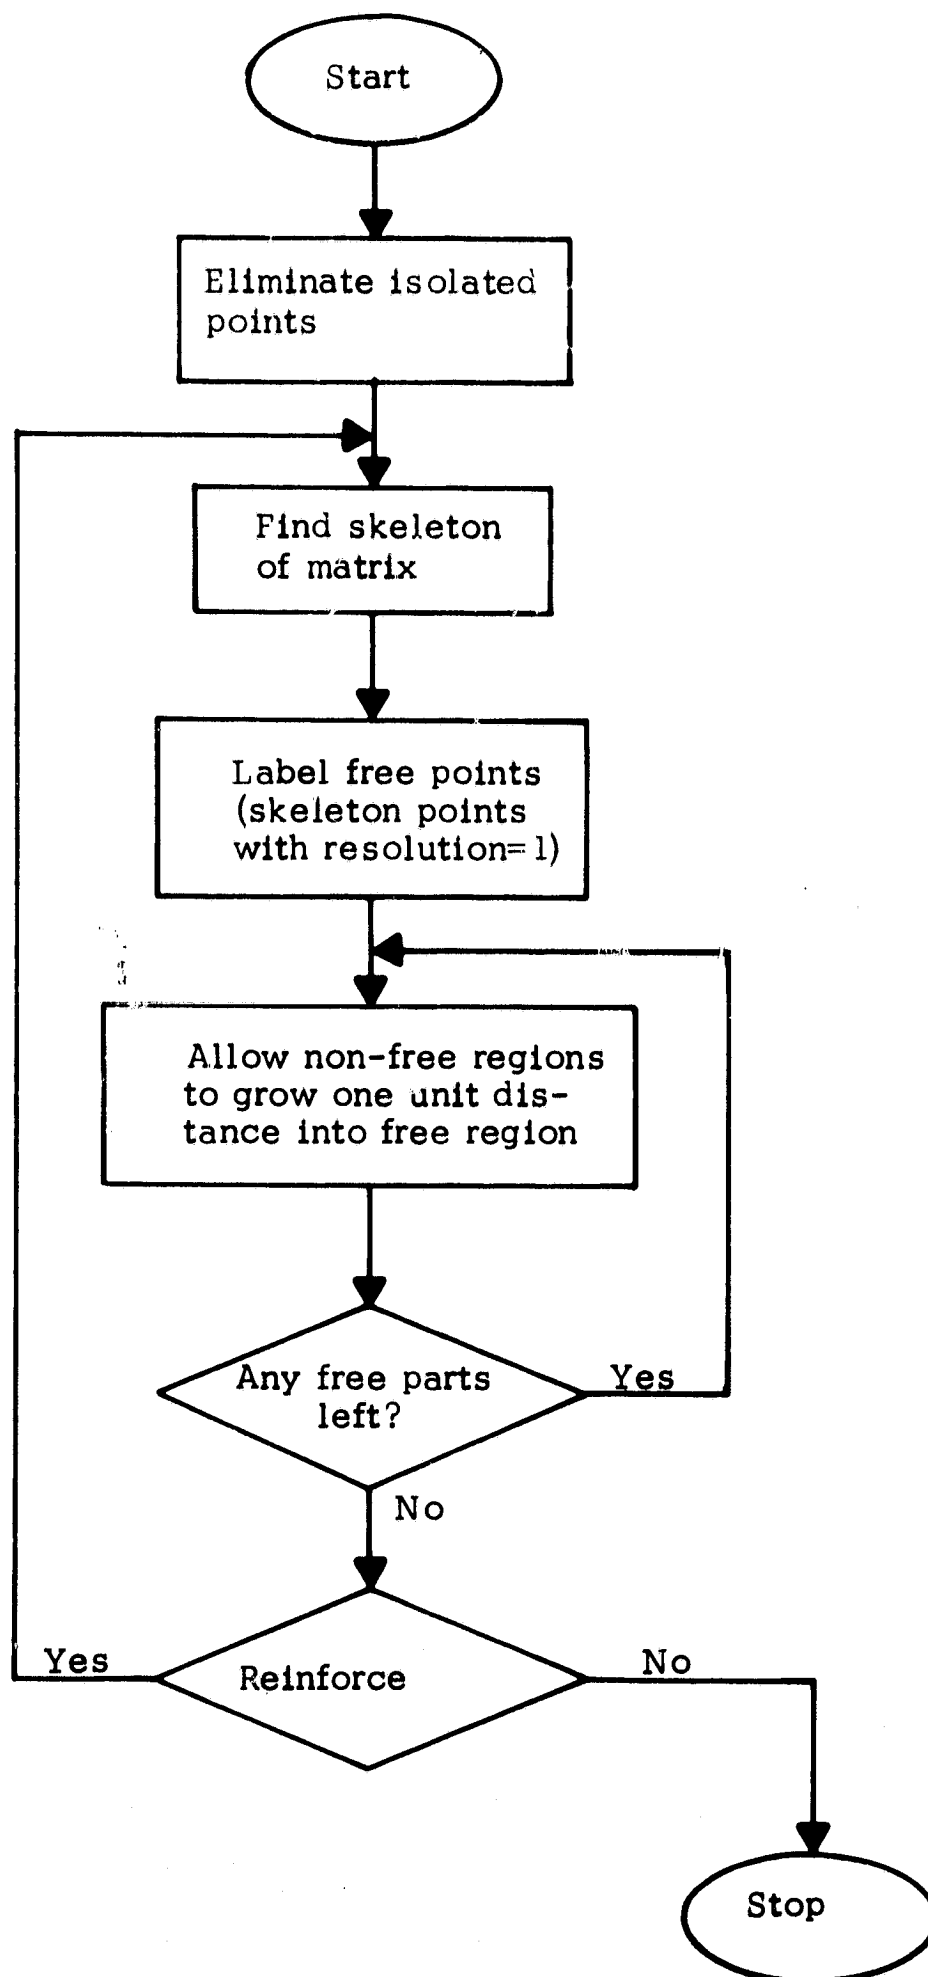 Start
Eliminate isolated
points
Find skeleton
of matrix
Label free points
(skeleton points
with resolution=1)
Allow non-free regions
to grow one unit dis-
tance into free region
Any free parts
left?
Yes
No
Reinforce
Yes
No
Stop